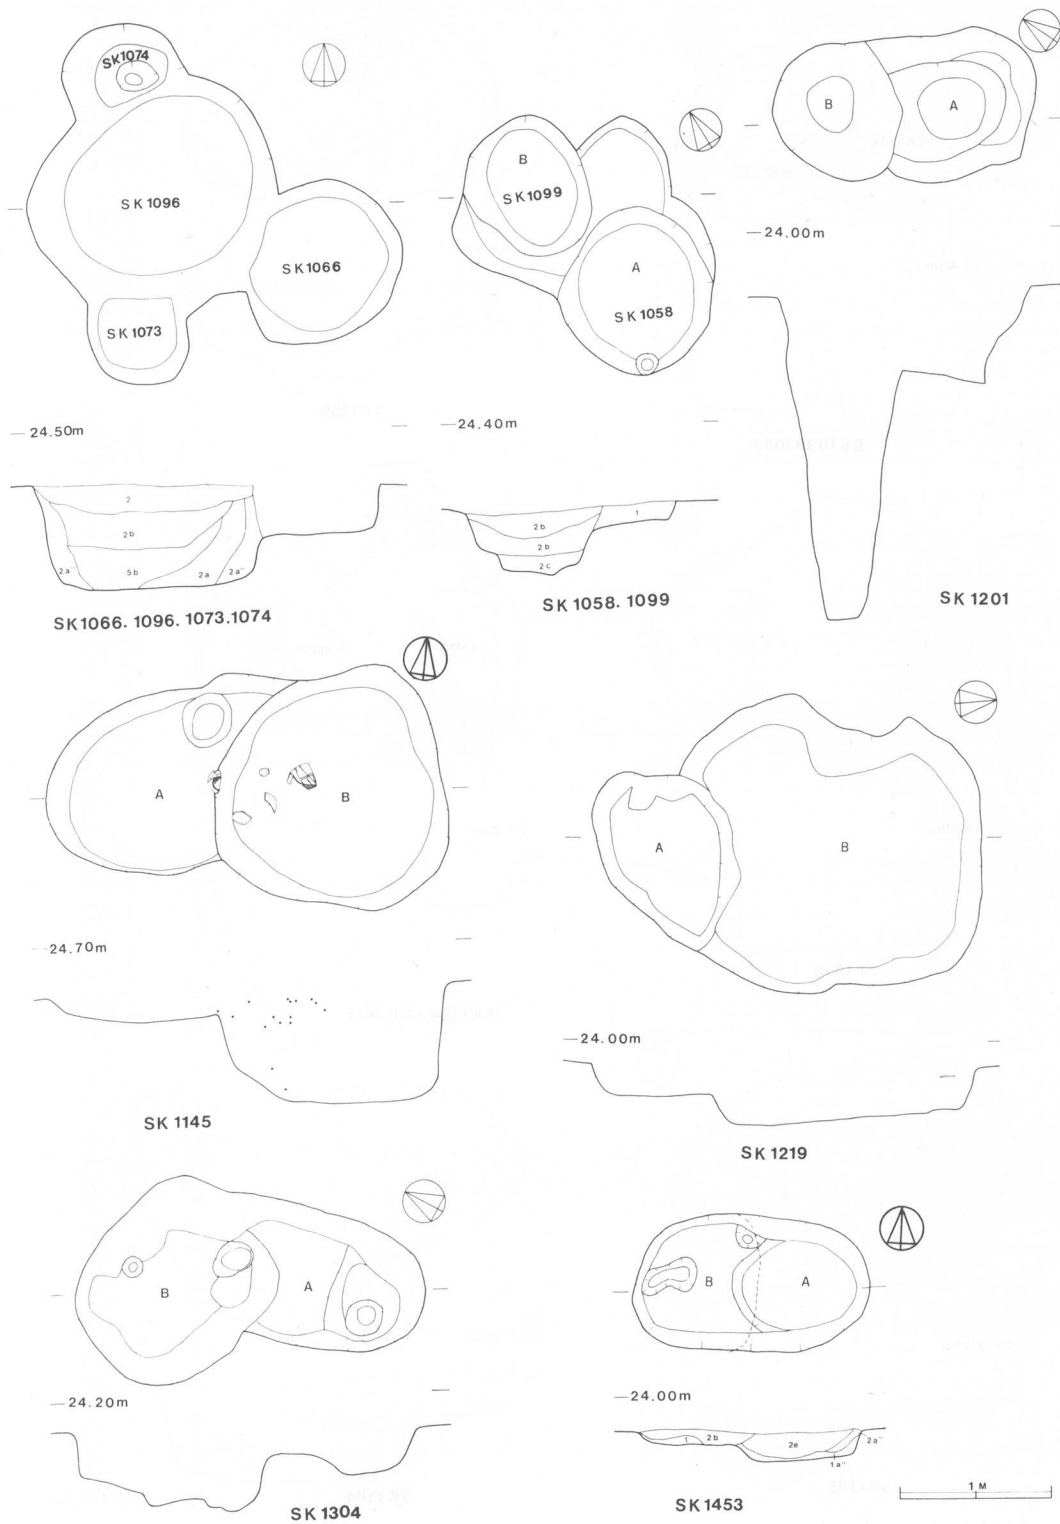 SK1074
SK1096
SK1066
SK1073
24.50m
2
2b
2a''
5b
2a
2a''
SK1066. 1096. 1073.1074
B
SK1099
A
SK1058
24.40m
2b
1
2b
2c
SK 1058. 1099
B
A
24.00m
SK 1201
A
B
24.70m
SK 1145
A
B
24.00m
SK 1219
B
A
24.20m
SK 1304
B
A
24.00m
1
2b
2e
2a''
1a''
SK 1453
1 M